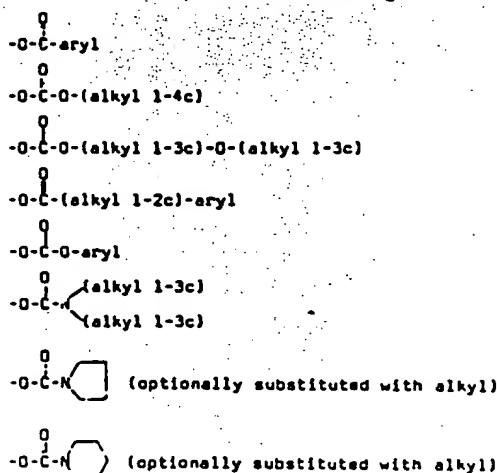 O
-O-C-aryl
O
-O-C-O-(alkyl 1-4c)
O
-O-C-O-(alkyl 1-3c)-O-(alkyl 1-3c)
O
-O-C-(alkyl 1-2c)-aryl
O
-O-C-O-aryl
O
(alkyl 1-3c)
-O-C-N
(alkyl 1-3c)
O
-O-C-N (optionally substituted with alkyl)
O
-O-C-N (optionally substituted with alkyl)